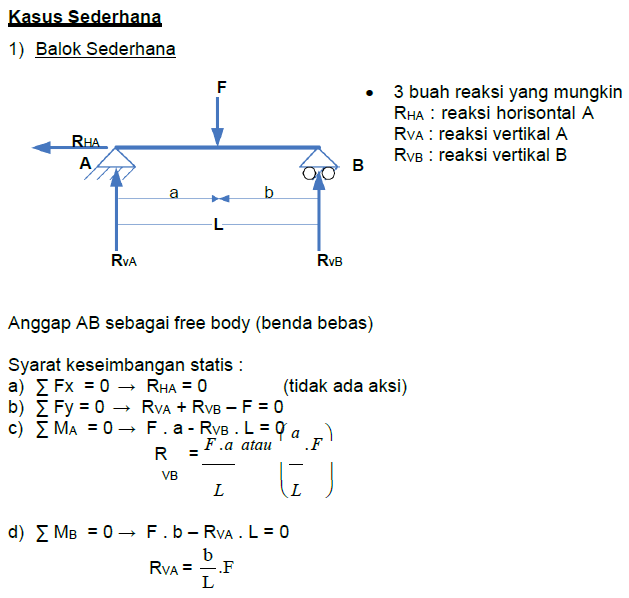 Kasus Sederhana
1) Balok Sederhana
F
• 3 buah reaksi yang mungkin
RHA : reaksi horisontal A
RVA : reaksi vertikal A
RVB : reaksi vertikal B
RHA
A
B
a
b
L
RVA
RVB
Anggap AB sebagai free body (benda bebas)
Syarat keseimbangan statis :
a) ∑ Fx = 0 → RHA = 0 (tidak ada aksi)
b) ∑ Fy = 0 → RVA + RVB – F = 0
c) ∑ MA = 0 → F . a - RVB . L = 0
R VB = F .a / L atau ( a / L ) .F
d) ∑ MB = 0 → F . b – RVA . L = 0
RVA = b / L .F